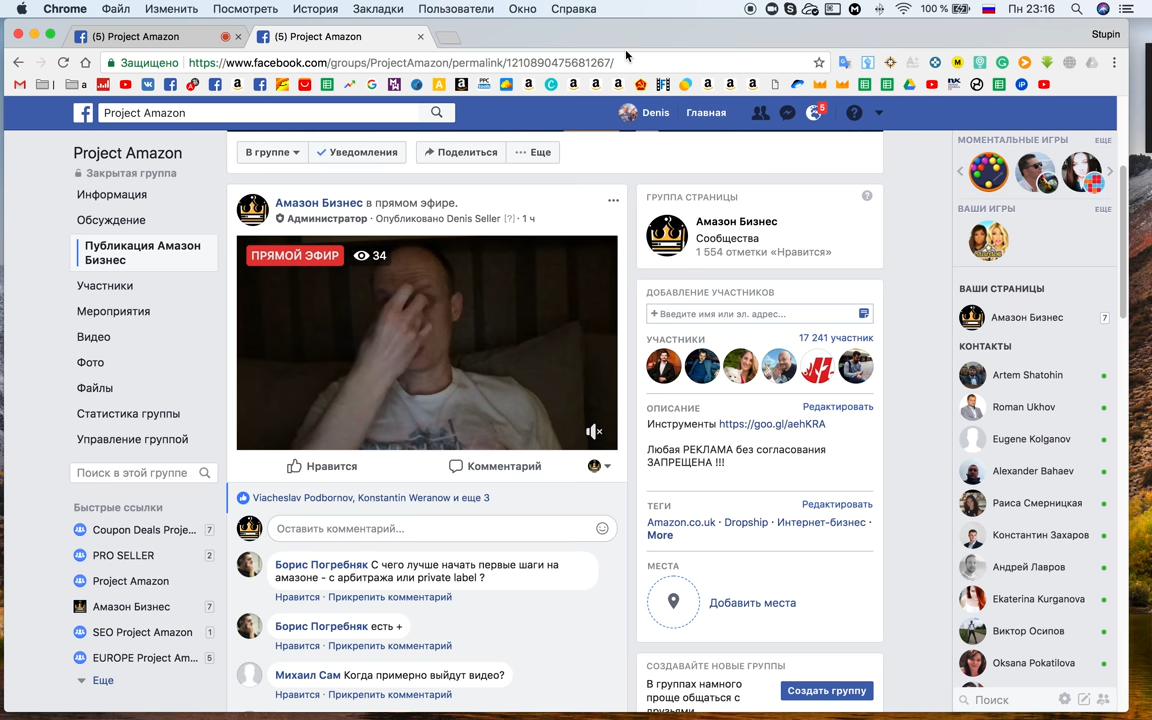 Chrome Файл Изменить Посмотреть История Закладки Пользователи Окно Справка 100 % Пн 23:16
(5) Project Amazon
(5) Project Amazon
Stupin
Защищено https://www.facebook.com/groups/ProjectAmazon/permalink/1210890475681267/
Project Amazon
Denis Главная 5
Project Amazon
Закрытая группа
Информация
Обсуждение
Публикация Амазон
Бизнес
Участники
Мероприятия
Видео
Фото
Файлы
Статистика группы
Управление группой
Поиск в этой группе
Быстрые ссылки
Coupon Deals Proje... 7
PRO SELLER 2
Project Amazon
Амазон Бизнес 7
SEO Project Amazon 1
EUROPE Project Am... 5
Еще
В группе Уведомления Поделиться ··· Еще
Амазон Бизнес в прямом эфире.
Администратор · Опубликовано Denis Seller [?] · 1 ч
ПРЯМОЙ ЭФИР 34
Нравится Комментарий
Viacheslav Podbornov, Konstantin Weranow и еще 3
Оставить комментарий...
Борис Погребняк С чего лучше начать первые шаги на
амазоне - с арбитража или private label ?
Нравится · Прикрепить комментарий
Борис Погребняк есть +
Нравится · Прикрепить комментарий
Михаил Сам Когда примерно выйдут видео?
Нравится · Прикрепить комментарий
ГРУППА СТРАНИЦЫ
Амазон Бизнес
Сообщества
1 554 отметки «Нравится»
ДОБАВЛЕНИЕ УЧАСТНИКОВ
+ Введите имя или эл. адрес...
УЧАСТНИКИ 17 241 участник
ОПИСАНИЕ Редактировать
Инструменты https://goo.gl/aehKRA
Любая РЕКЛАМА без согласования
ЗАПРЕЩЕНА !!!
ТЕГИ Редактировать
Amazon.co.uk · Dropship · Интернет-бизнес ·
More
МЕСТА
Добавить места
СОЗДАВАЙТЕ НОВЫЕ ГРУППЫ
В группах намного
проще общаться с
друзьями,
Создать группу
МОМЕНТАЛЬНЫЕ ИГРЫ ЕЩЕ
ВАШИ ИГРЫ ЕЩЕ
ВАШИ СТРАНИЦЫ
Амазон Бизнес 7
КОНТАКТЫ
Artem Shatohin
Roman Ukhov
Eugene Kolganov
Alexander Bahaev
Раиса Смерницкая
Константин Захаров
Андрей Лавров
Ekaterina Kurganova
Виктор Осипов
Oksana Pokatilova
Поиск